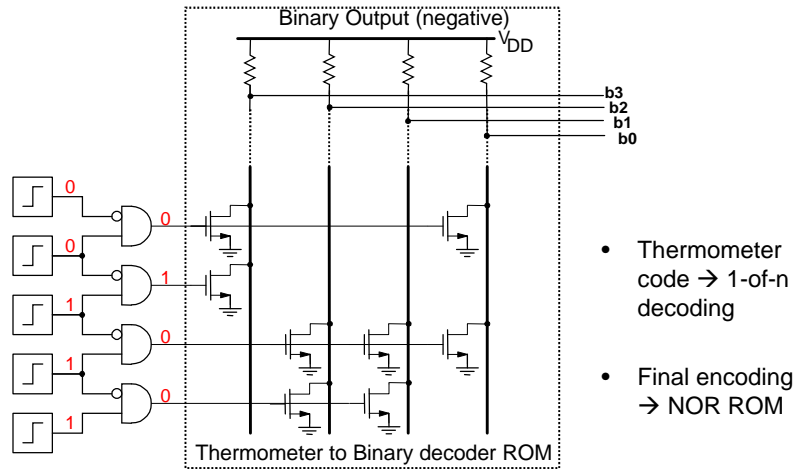 Binary Output (negative)
VDD
b3
b2
b1
b0
0
0
0
1
1
0
1
0
1
Thermometer to Binary decoder ROM
• Thermometer
code → 1-of-n
decoding
• Final encoding
→ NOR ROM